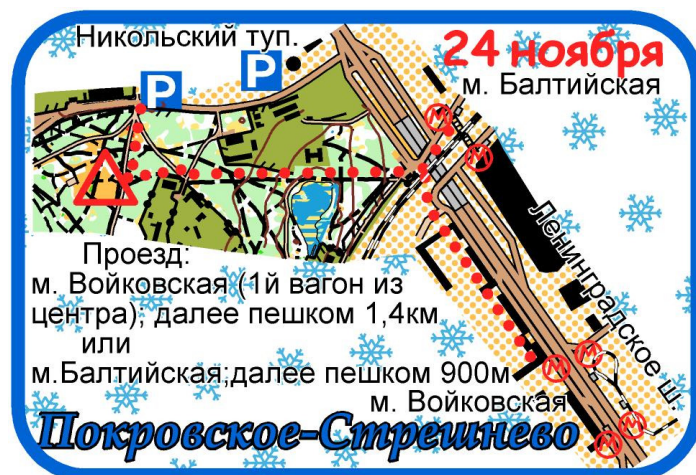 Никольский туп.
24 ноября
м. Балтийская
P
P
М
М
Ленинградское ш.
Проезд:
м. Войковская (1й вагон из
центра); далее пешком 1,4км
или
м.Балтийская;далее пешком 900м
М
М
м. Войковская
М
М
Покровское-Стрешнево